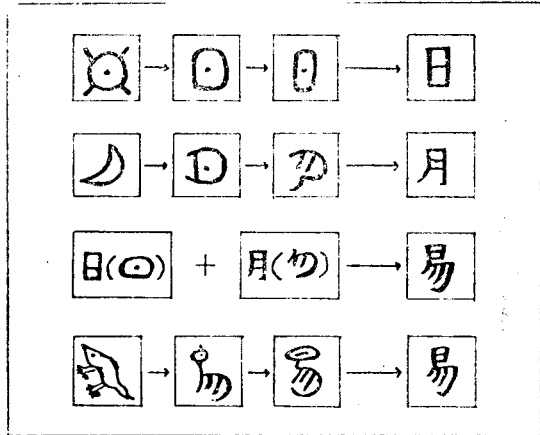 日
月
日( ) + 月( ) 易
易